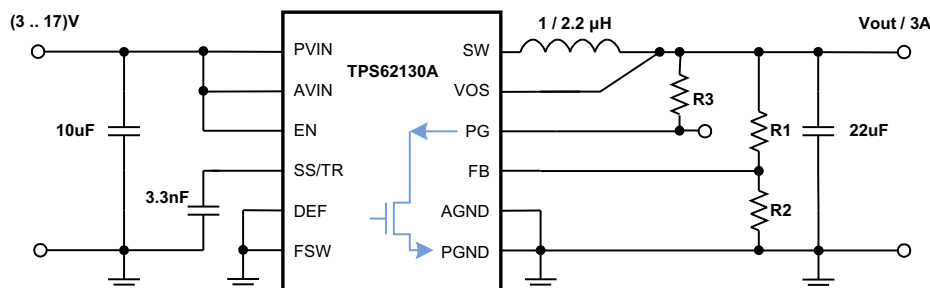 (3 .. 17)V
1 / 2.2 µH
Vout / 3A
PVIN
SW
TPS62130A
AVIN
VOS
R3
10uF
EN
PG
R1
22uF
SS/TR
FB
3.3nF
DEF
AGND
R2
FSW
PGND